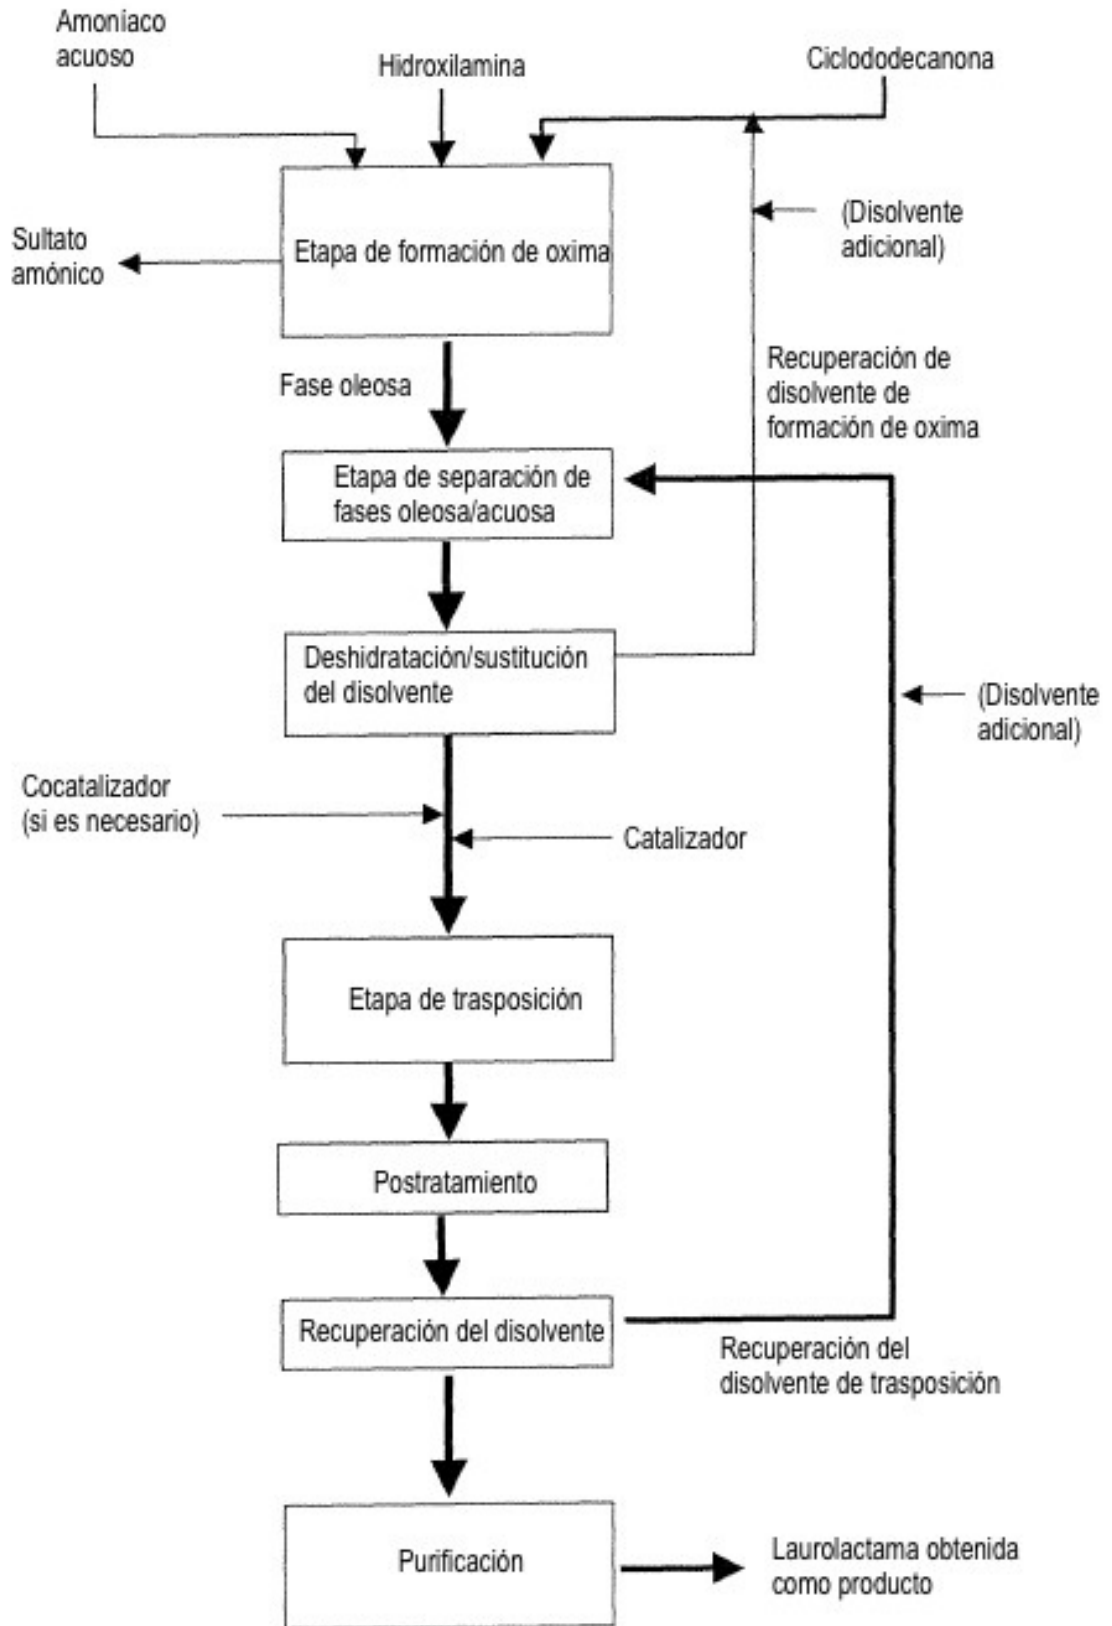 Amoniaco
acuoso
Hidroxilamina
Ciclododecanona
(Disolvente
adicional)
Sultato
amónico
Etapa de formación de oxima
Recuperación de
disolvente de
formación de oxima
Fase oleosa
Etapa de separación de
fases oleosa/acuosa
Deshidratación/sustitución
del disolvente
(Disolvente
adicional)
Cocatalizador
(si es necesario)
Catalizador
Etapa de trasposición
Postratamiento
Recuperación del disolvente
Recuperación del
disolvente de trasposición
Purificación
Laurolactama obtenida
como producto